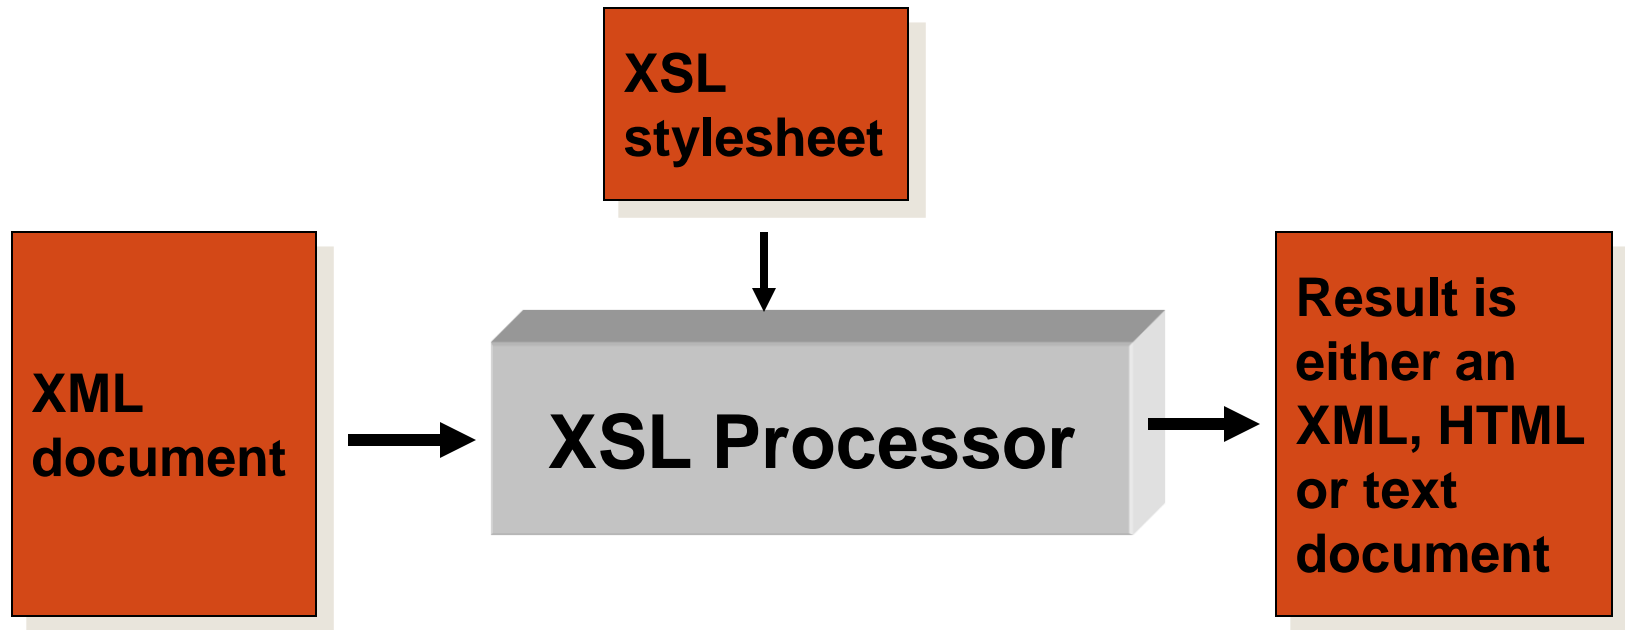 XSL
stylesheet
XML
document
XSL Processor
Result is
either an
XML, HTML
or text
document